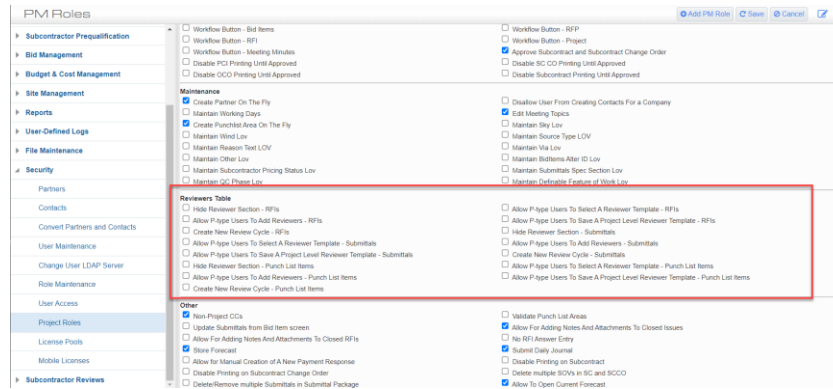 PM Roles
Add PM Role Save Cancel
Subcontractor Prequalification
Bid Management
Budget & Cost Management
Site Management
Reports
User-Defined Logs
File Maintenance
Security
Partners
Contacts
Convert Partners and Contacts
User Maintenance
Change User LDAP Server
Role Maintenance
User Access
Project Roles
License Pools
Mobile Licenses
Subcontractor Reviews
Workflow Button - Bid Items Workflow Button - RFP
Workflow Button - RFI Workflow Button - Project
Workflow Button - Meeting Minutes Approve Subcontract and Subcontract Change Order
Disable PCI Printing Until Approved Disable SC CO Printing Until Approved
Disable OCO Printing Until Approved Disable Subcontract Printing Until Approved
Maintenance
Create Partner On The Fly Disallow User From Creating Contacts For a Company
Maintain Working Days Edit Meeting Topics
Create Punchlist Area On The Fly Maintain Sky Lov
Maintain Wind Lov Maintain Source Type LOV
Maintain Reason Text LOV Maintain Via Lov
Maintain Other Lov Maintain BidItems Alter ID Lov
Maintain Subcontractor Pricing Status Lov Maintain Submittals Spec Section Lov
Maintain QC Phase Lov Maintain Definable Feature of Work Lov
Reviewers Table
Hide Reviewer Section - RFIs Allow P-type Users To Select A Reviewer Template - RFIs
Allow P-type Users To Add Reviewers - RFIs Allow P-type Users To Save A Project Level Reviewer Template - RFIs
Create New Review Cycle - RFIs Hide Reviewer Section - Submittals
Allow P-type Users To Select A Reviewer Template - Submittals Allow P-type Users To Add Reviewers - Submittals
Allow P-type Users To Save A Project Level Reviewer Template - Submittals Create New Review Cycle - Submittals
Hide Reviewer Section - Punch List Items Allow P-type Users To Select A Reviewer Template - Punch List Items
Allow P-type Users To Add Reviewers - Punch List Items Allow P-type Users To Save A Project Level Reviewer Template - Punch List Items
Create New Review Cycle - Punch List Items
Other
Non-Project CCs Validate Punch List Areas
Update Submittals from Bid Item screen Allow For Adding Notes And Attachments To Closed Issues
Allow For Adding Notes And Attachments To Closed RFIs No RFI Answer Entry
Store Forecast Submit Daily Journal
Allow for Manual Creation of A New Payment Response Disable Printing on Subcontract
Disable Printing on Subcontract Change Order Delete multiple SOVs in SC and SCCO
Delete/Remove multiple Submittals in Submittal Package Allow To Open Current Forecast